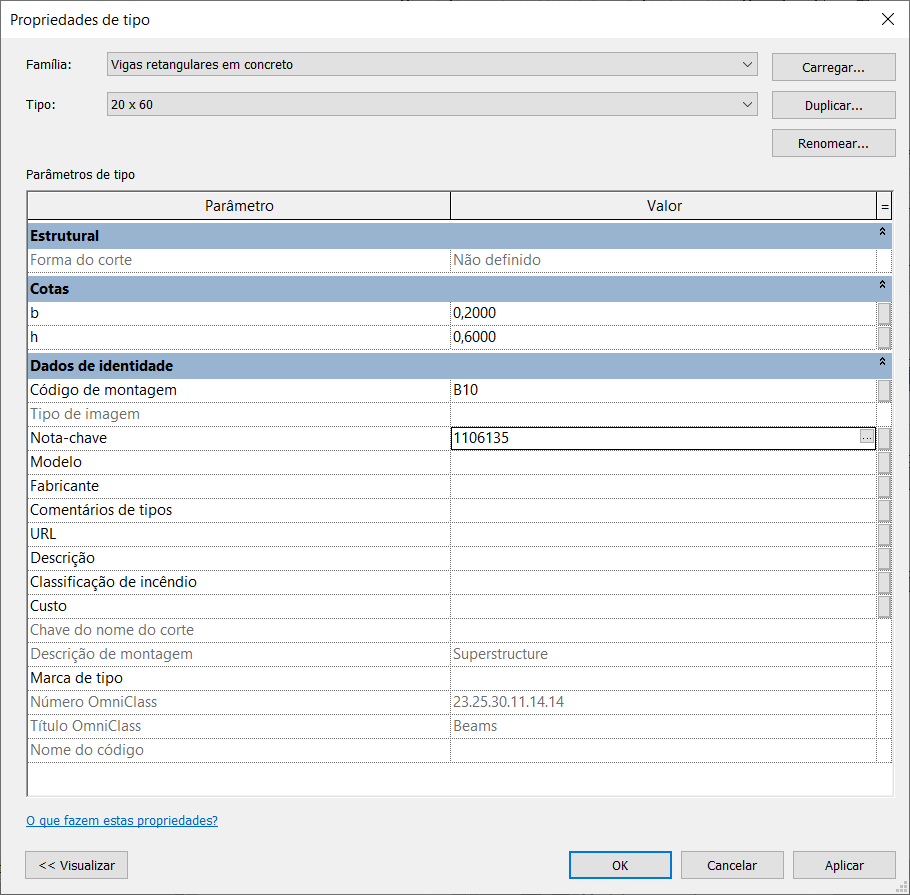 Propriedades de tipo
Família: Vigas retangulares em concreto Carregar...
Tipo: 20 x 60 Duplicar...
Renomear...
Parâmetros de tipo
Parâmetro Valor =
Estrutural
Forma do corte Não definido
Cotas
b 0,2000
h 0,6000
Dados de identidade
Código de montagem B10
Tipo de imagem
Nota-chave 1106135 ...
Modelo
Fabricante
Comentários de tipos
URL
Descrição
Classificação de incêndio
Custo
Chave do nome do corte
Descrição de montagem Superstructure
Marca de tipo
Número OmniClass 23.25.30.11.14.14
Título OmniClass Beams
Nome do código
O que fazem estas propriedades?
<< Visualizar OK Cancelar Aplicar